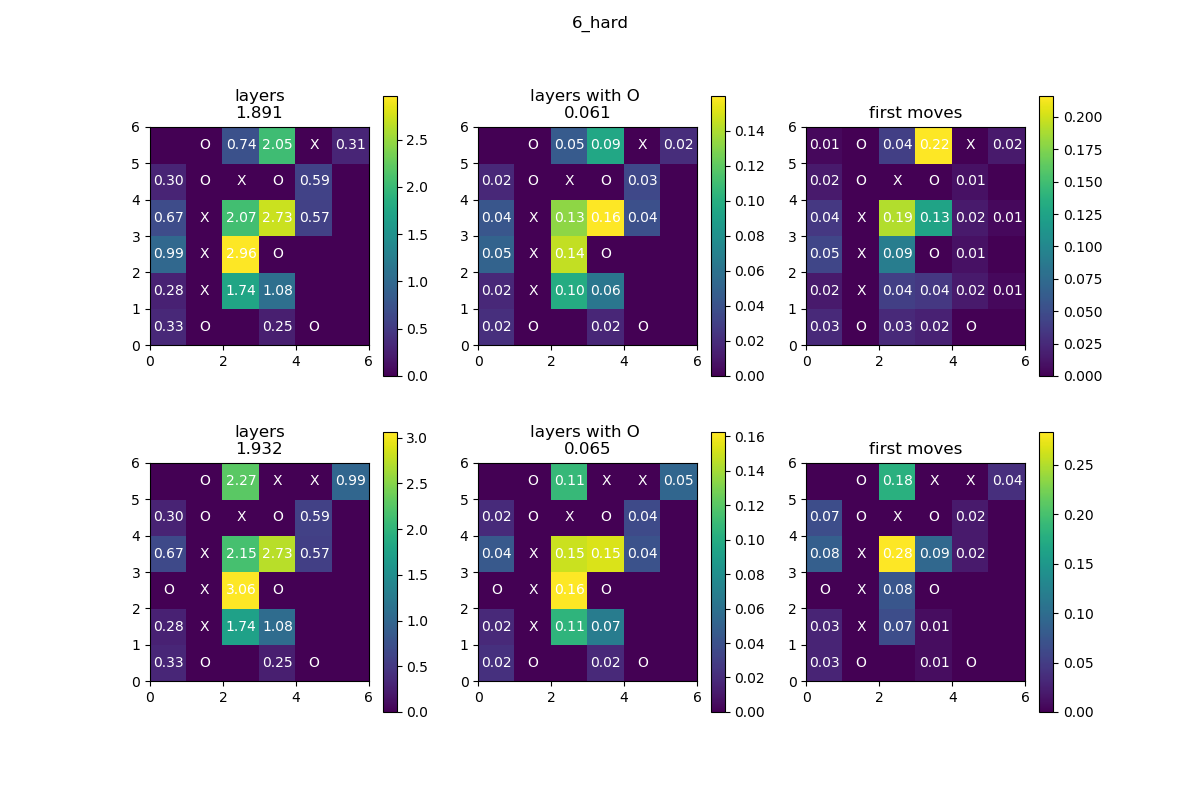 6_hard
layers
1.891
layers with O
0.061
first moves
6 O 0.74 2.05 X 0.31
5 0.30 O X O 0.59
4 0.67 X 2.07 2.73 0.57
3 0.99 X 2.96 O
2 0.28 X 1.74 1.08
1 0.33 O 0.25 O
0
0 2 4 6
2.5
2.0
1.5
1.0
0.5
0.0
6 O 0.05 0.09 X 0.02
5 0.02 O X O 0.03
4 0.04 X 0.13 0.16 0.04
3 0.05 X 0.14 O
2 0.02 X 0.10 0.06
1 0.02 O 0.02 O
0
0 2 4 6
0.14
0.12
0.10
0.08
0.06
0.04
0.02
0.00
6 0.01 O 0.04 0.22 X 0.02
5 0.02 O X O 0.01
4 0.04 X 0.19 0.13 0.02 0.01
3 0.05 X 0.09 O 0.01
2 0.02 X 0.04 0.04 0.02 0.01
1 0.03 O 0.03 0.02 O
0
0 2 4 6
0.200
0.175
0.150
0.125
0.100
0.075
0.050
0.025
0.000
layers
1.932
layers with O
0.065
first moves
6 O 2.27 X X 0.99
5 0.30 O X O 0.59
4 0.67 X 2.15 2.73 0.57
3 O X 3.06 O
2 0.28 X 1.74 1.08
1 0.33 O 0.25 O
0
0 2 4 6
3.0
2.5
2.0
1.5
1.0
0.5
0.0
6 O 0.11 X X 0.05
5 0.02 O X O 0.04
4 0.04 X 0.15 0.15 0.04
3 O X 0.16 O
2 0.02 X 0.11 0.07
1 0.02 O 0.02 O
0
0 2 4 6
0.16
0.14
0.12
0.10
0.08
0.06
0.04
0.02
0.00
6 O 0.18 X X 0.04
5 0.07 O X O 0.02
4 0.08 X 0.28 0.09 0.02
3 O X 0.08 O
2 0.03 X 0.07 0.01
1 0.03 O 0.01 O
0
0 2 4 6
0.25
0.20
0.15
0.10
0.05
0.00